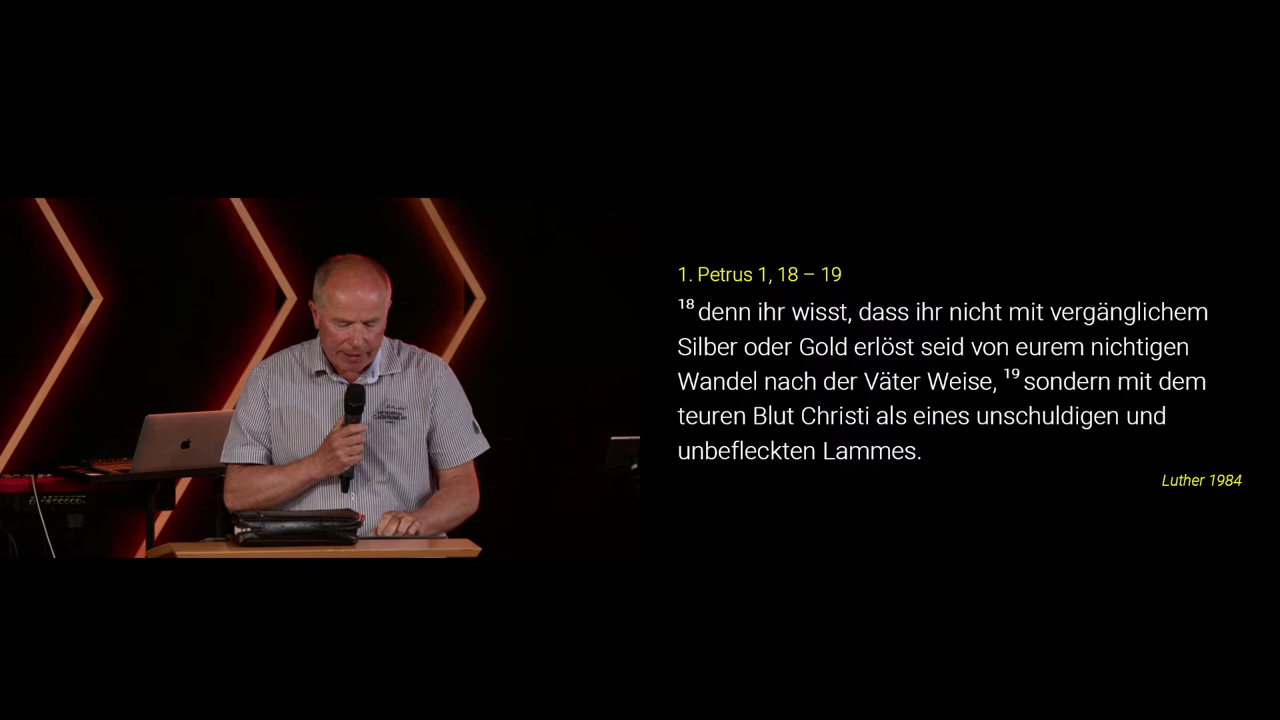 1. Petrus 1, 18 – 19
¹⁸ denn ihr wisst, dass ihr nicht mit vergänglichem
Silber oder Gold erlöst seid von eurem nichtigen
Wandel nach der Väter Weise, ¹⁹ sondern mit dem
teuren Blut Christi als eines unschuldigen und
unbefleckten Lammes.
Luther 1984